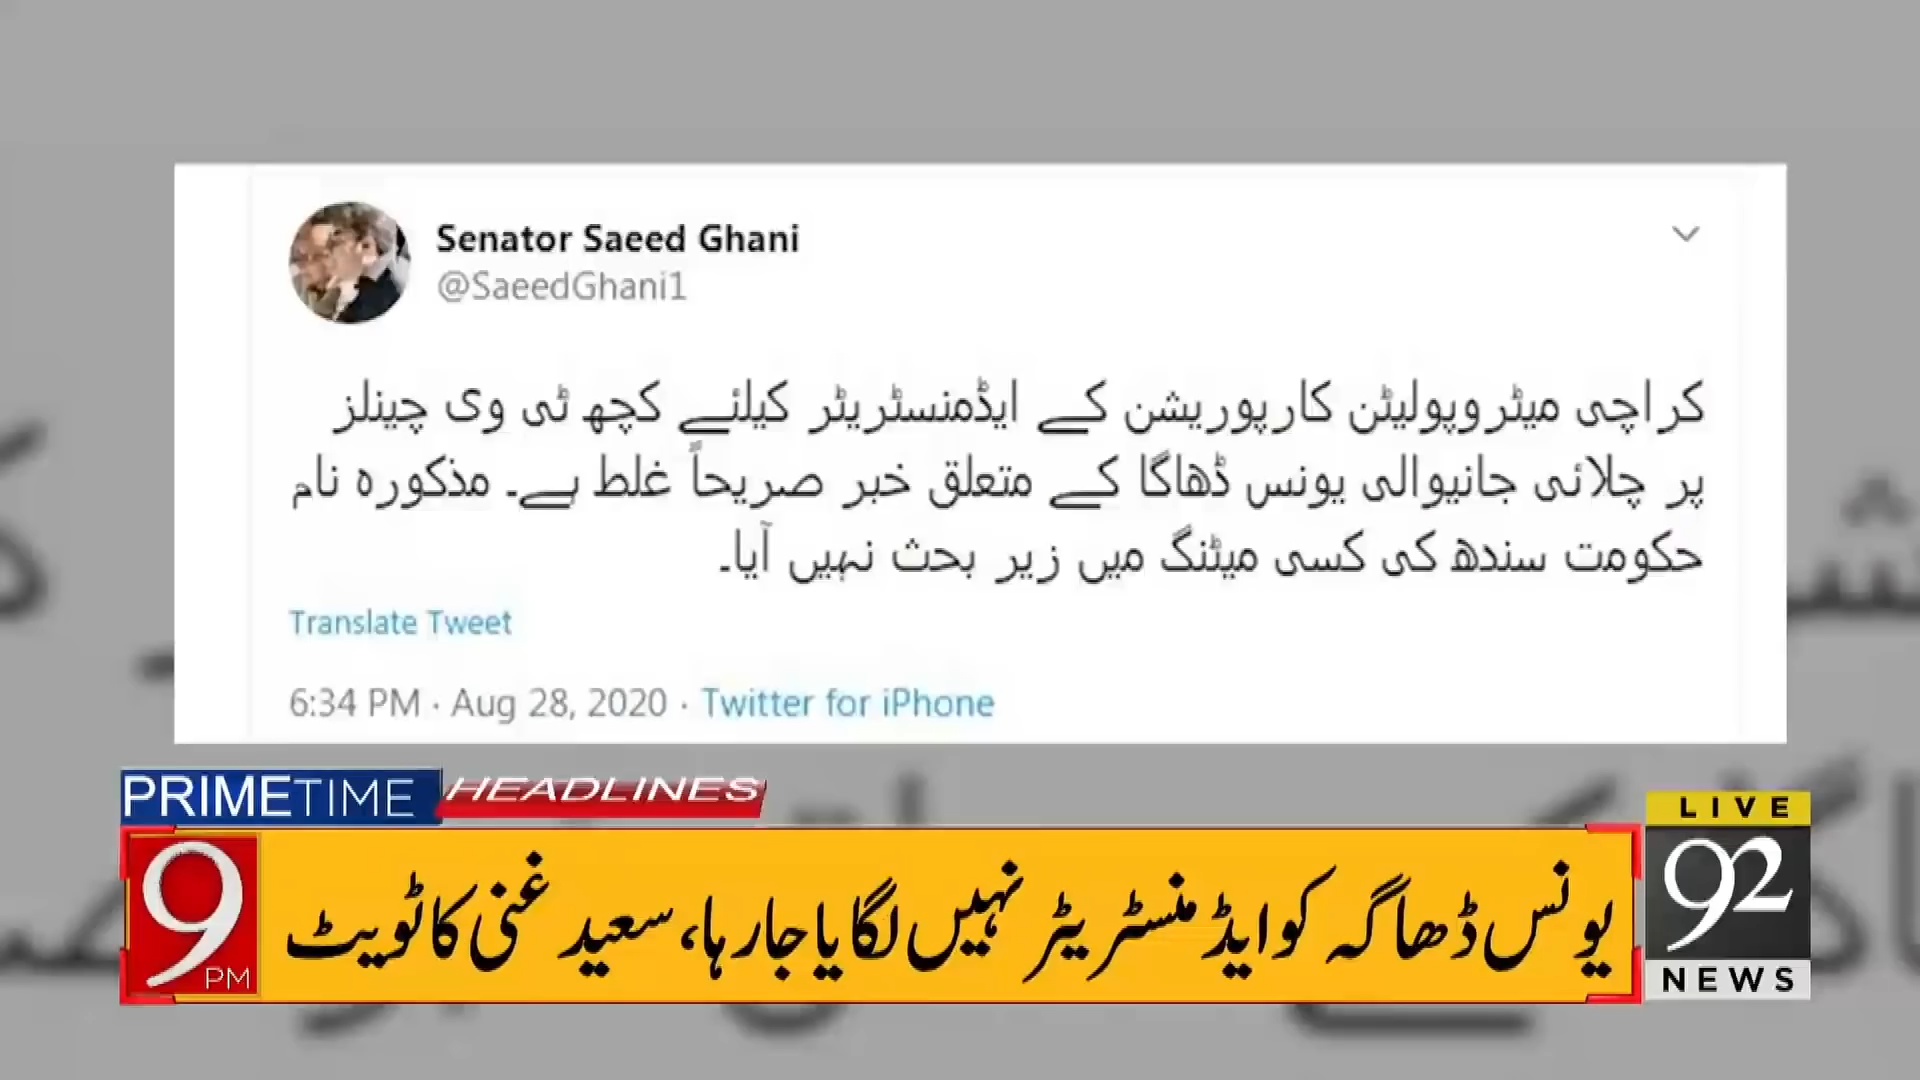 Senator Saeed Ghani
@SaeedGhani1
کراچی میٹروپولیٹن کارپوریشن کے ایڈمنسٹریٹر کیلئے کچھ ٹی وی چینلز
پر چلائی جانیوالی یونس ڈھاگا کے متعلق خبر صریحاً غلط ہے۔ مذکورہ نام
حکومت سندھ کی کسی میٹنگ میں زیر بحث نہیں آیا۔
Translate Tweet
6:34 PM · Aug 28, 2020 · Twitter for iPhone
PRIMETIME HEADLINES
9 PM
یونس ڈھاگہ کو ایڈمنسٹریٹر نہیں لگایا جا رہا، سعید غنی کا ٹویٹ
LIVE
92
NEWS